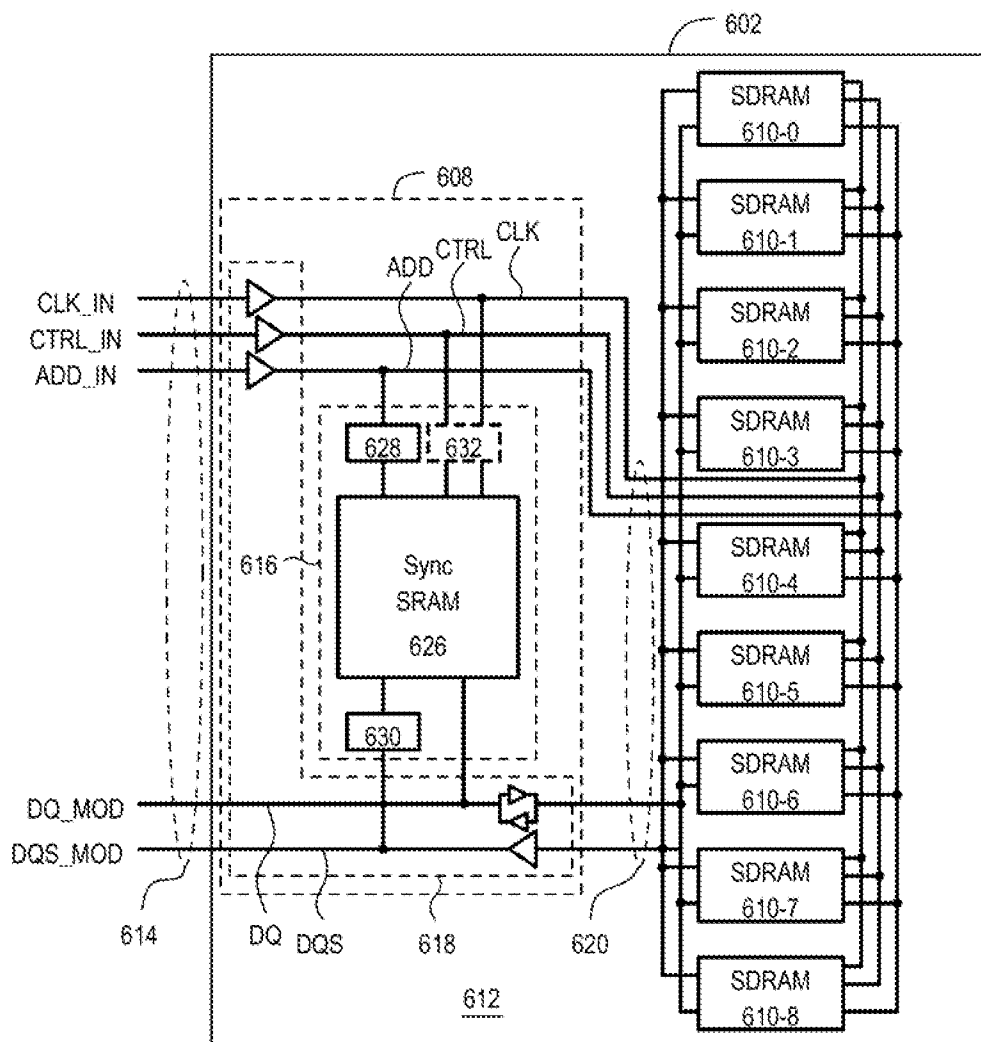 602
SDRAM
610-0
608
SDRAM
610-1
CLK
CTRL
ADD
CLK_IN
CTRL_IN
ADD_IN
SDRAM
610-2
SDRAM
610-3
628
632
616
Sync
SRAM
626
SDRAM
610-4
SDRAM
610-5
630
SDRAM
610-6
DQ_MOD
DQS_MOD
SDRAM
610-7
614
DQ
DQS
618
620
612
SDRAM
610-8